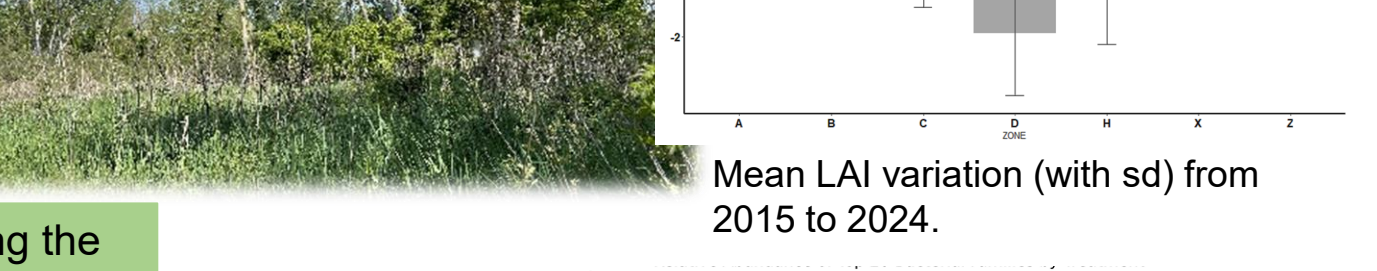 -2
A B C D H X Z
ZONE
Mean LAI variation (with sd) from
2015 to 2024.
ng the